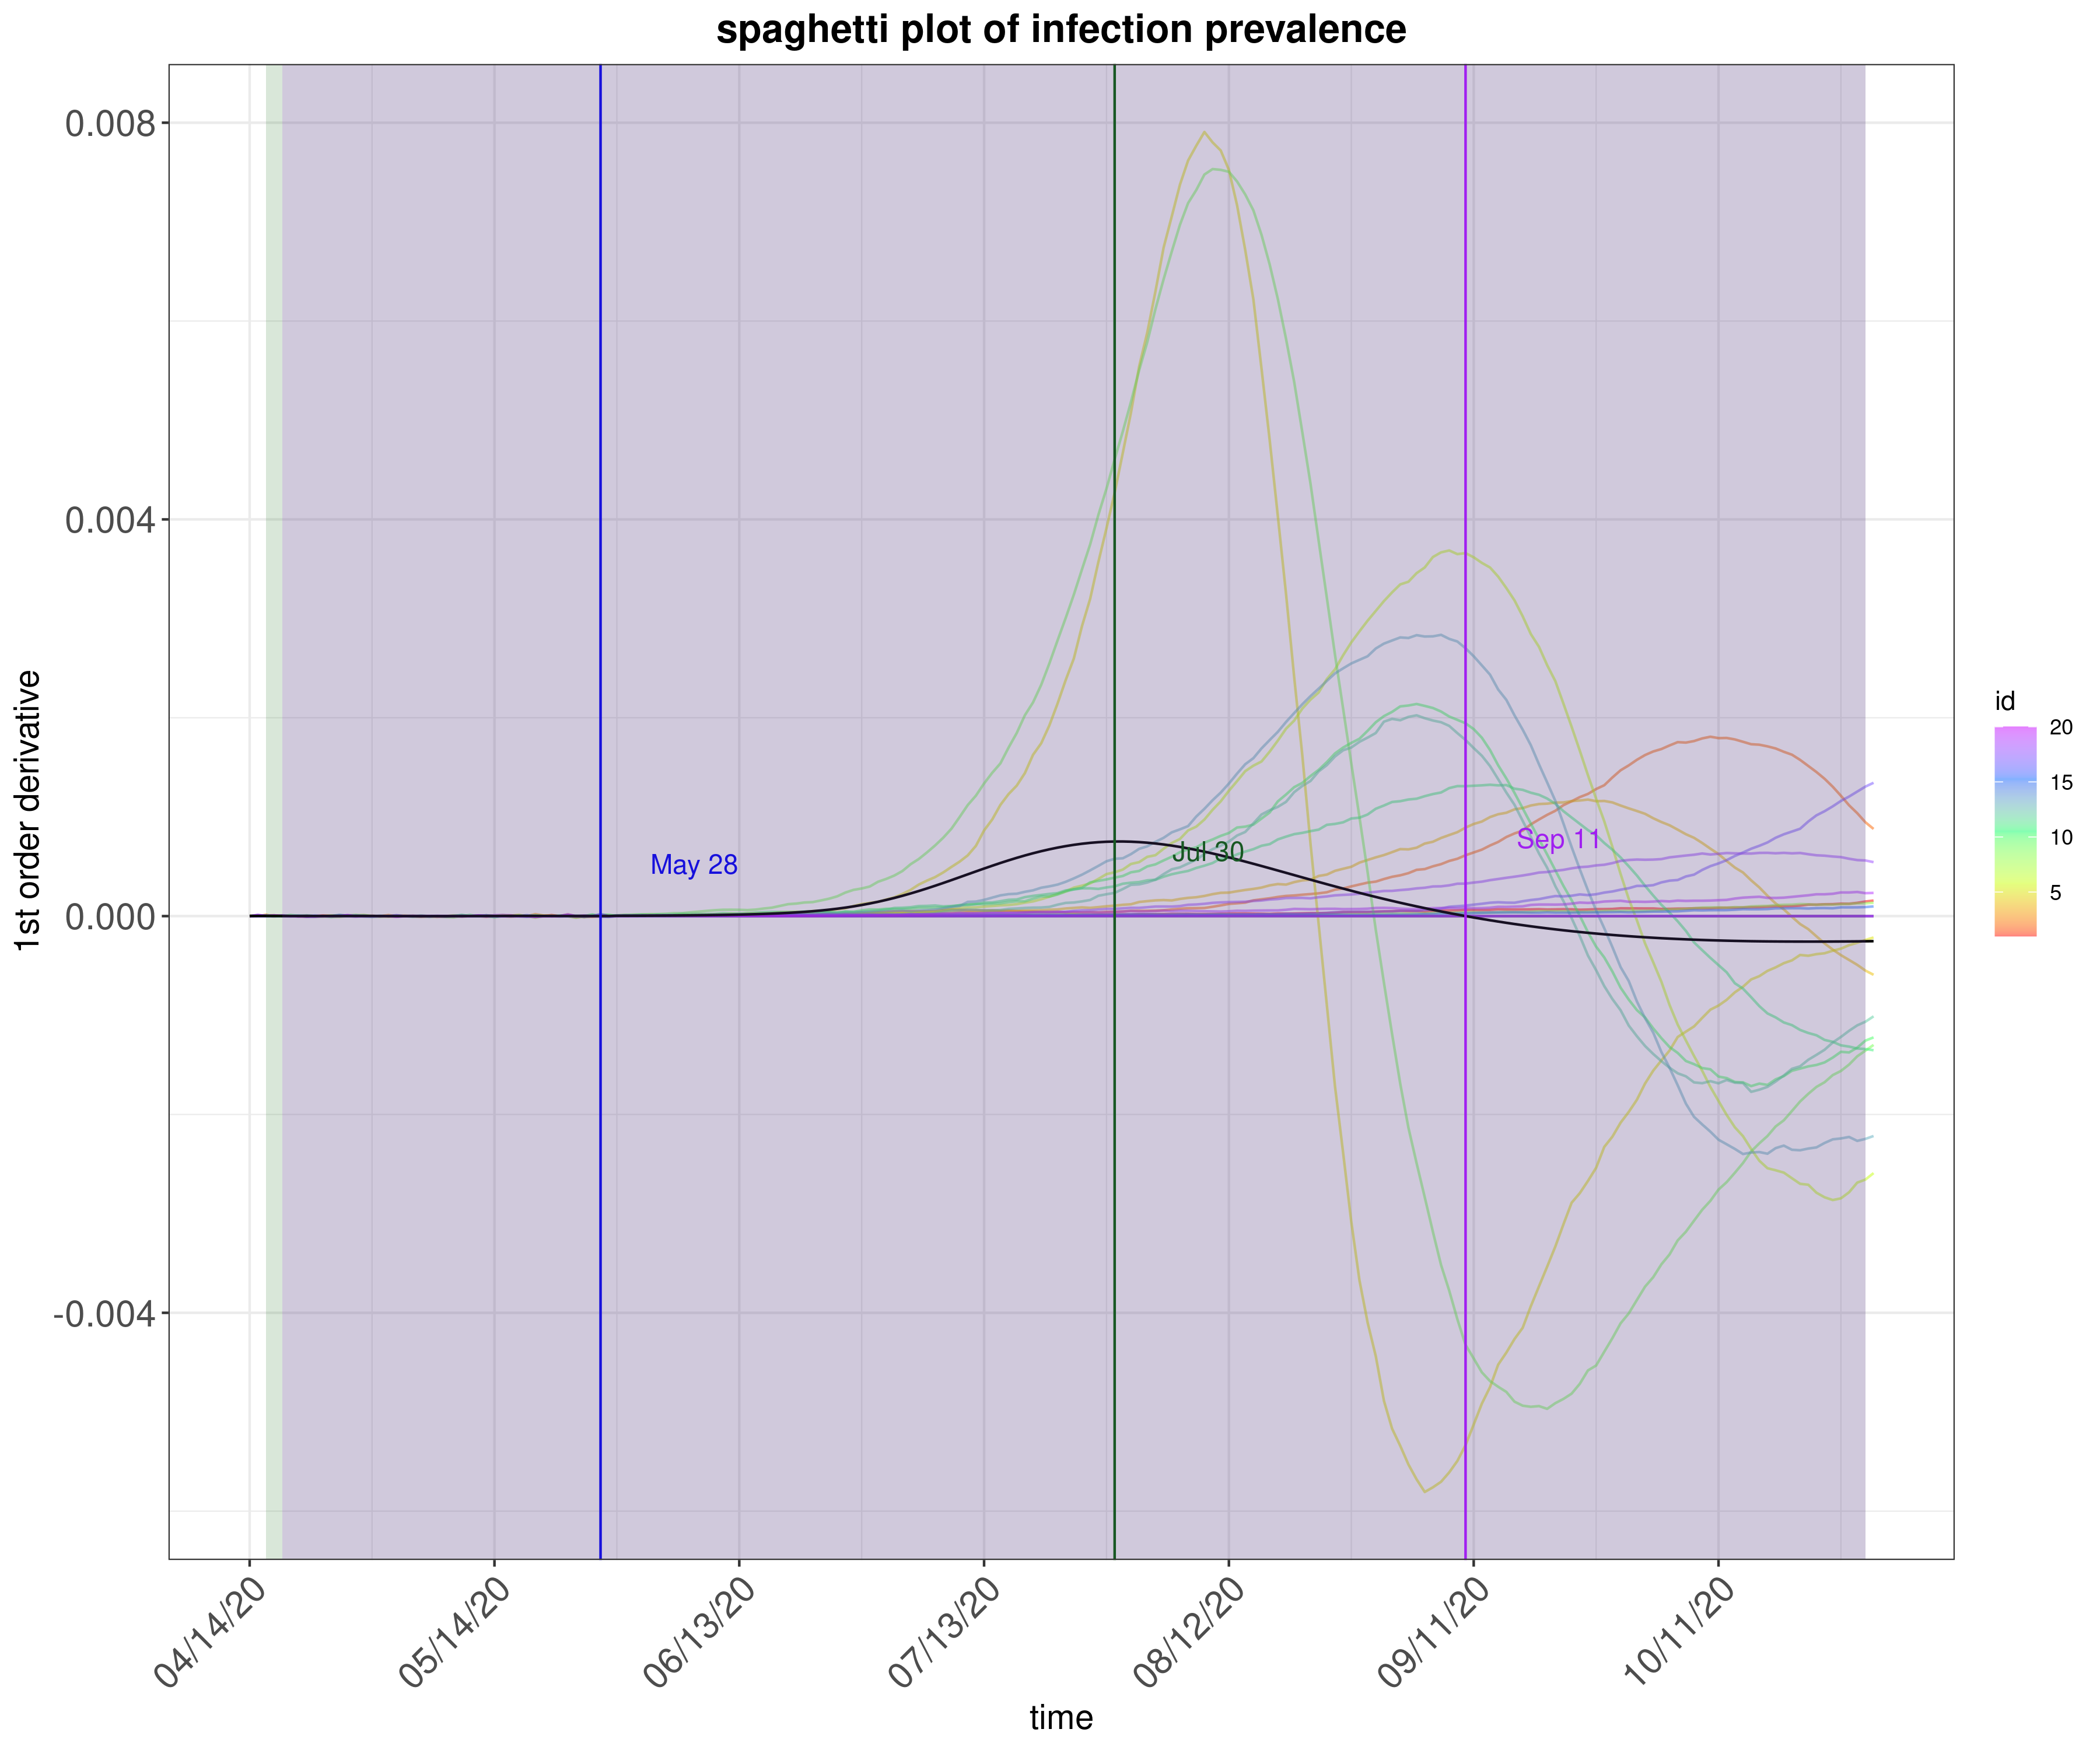 spaghetti plot of infection prevalence
0.008
0.004
0.000
-0.004
1st order derivative
May 28
Jul 30
Sep 11
id
20
15
10
5
04/14/20
05/14/20
06/13/20
07/13/20
08/12/20
09/11/20
10/11/20
time